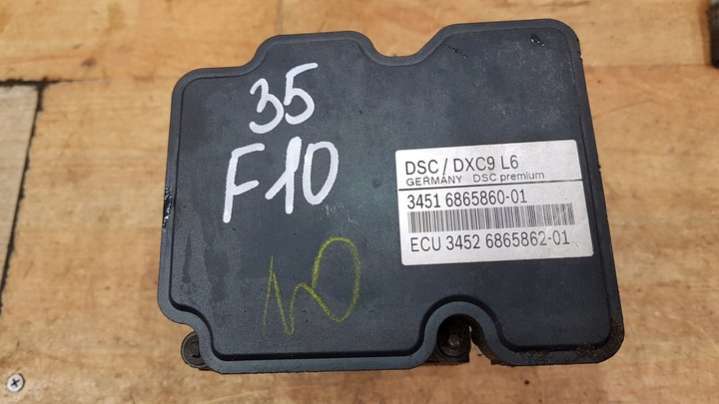 35
F10
DSC/DXC9 L6
GERMANY DSC premium
3451 6865860-01
ECU 3452 6865862-01